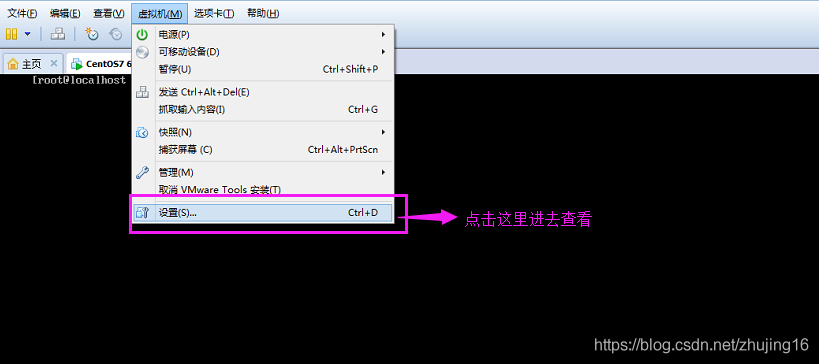 文件(F) 编辑(E) 查看(V) 虚拟机(M) 选项卡(T) 帮助(H)
主页 × CentOS7 6
[root@localhost
电源(P)
可移动设备(D)
暂停(U) Ctrl+Shift+P
发送 Ctrl+Alt+Del(E)
抓取输入内容(I) Ctrl+G
快照(N)
捕获屏幕 (C) Ctrl+Alt+PrtScn
管理(M)
取消 VMware Tools 安装(T)
设置(S)... Ctrl+D
点击这里进去查看
https://blog.csdn.net/zhujing16